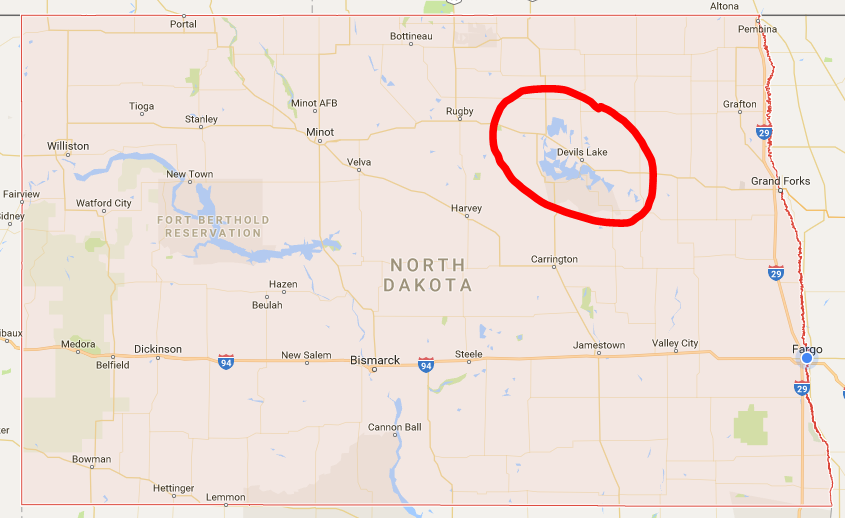 Altona
Portal
Pembina
Bottineau
Tioga
Minot AFB
Rugby
Grafton
Stanley
Minot
29
Williston
Devils Lake
Velva
New Town
Grand Forks
Fairview
Watford City
Harvey
FORT BERTHOLD
RESERVATION
Carrington
NORTH
DAKOTA
29
Hazen
Beulah
Medora
Dickinson
Jamestown
Valley City
Fargo
Belfield
94
New Salem
Bismarck
94
Steele
29
Cannon Ball
Bowman
Hettinger
Lemmon